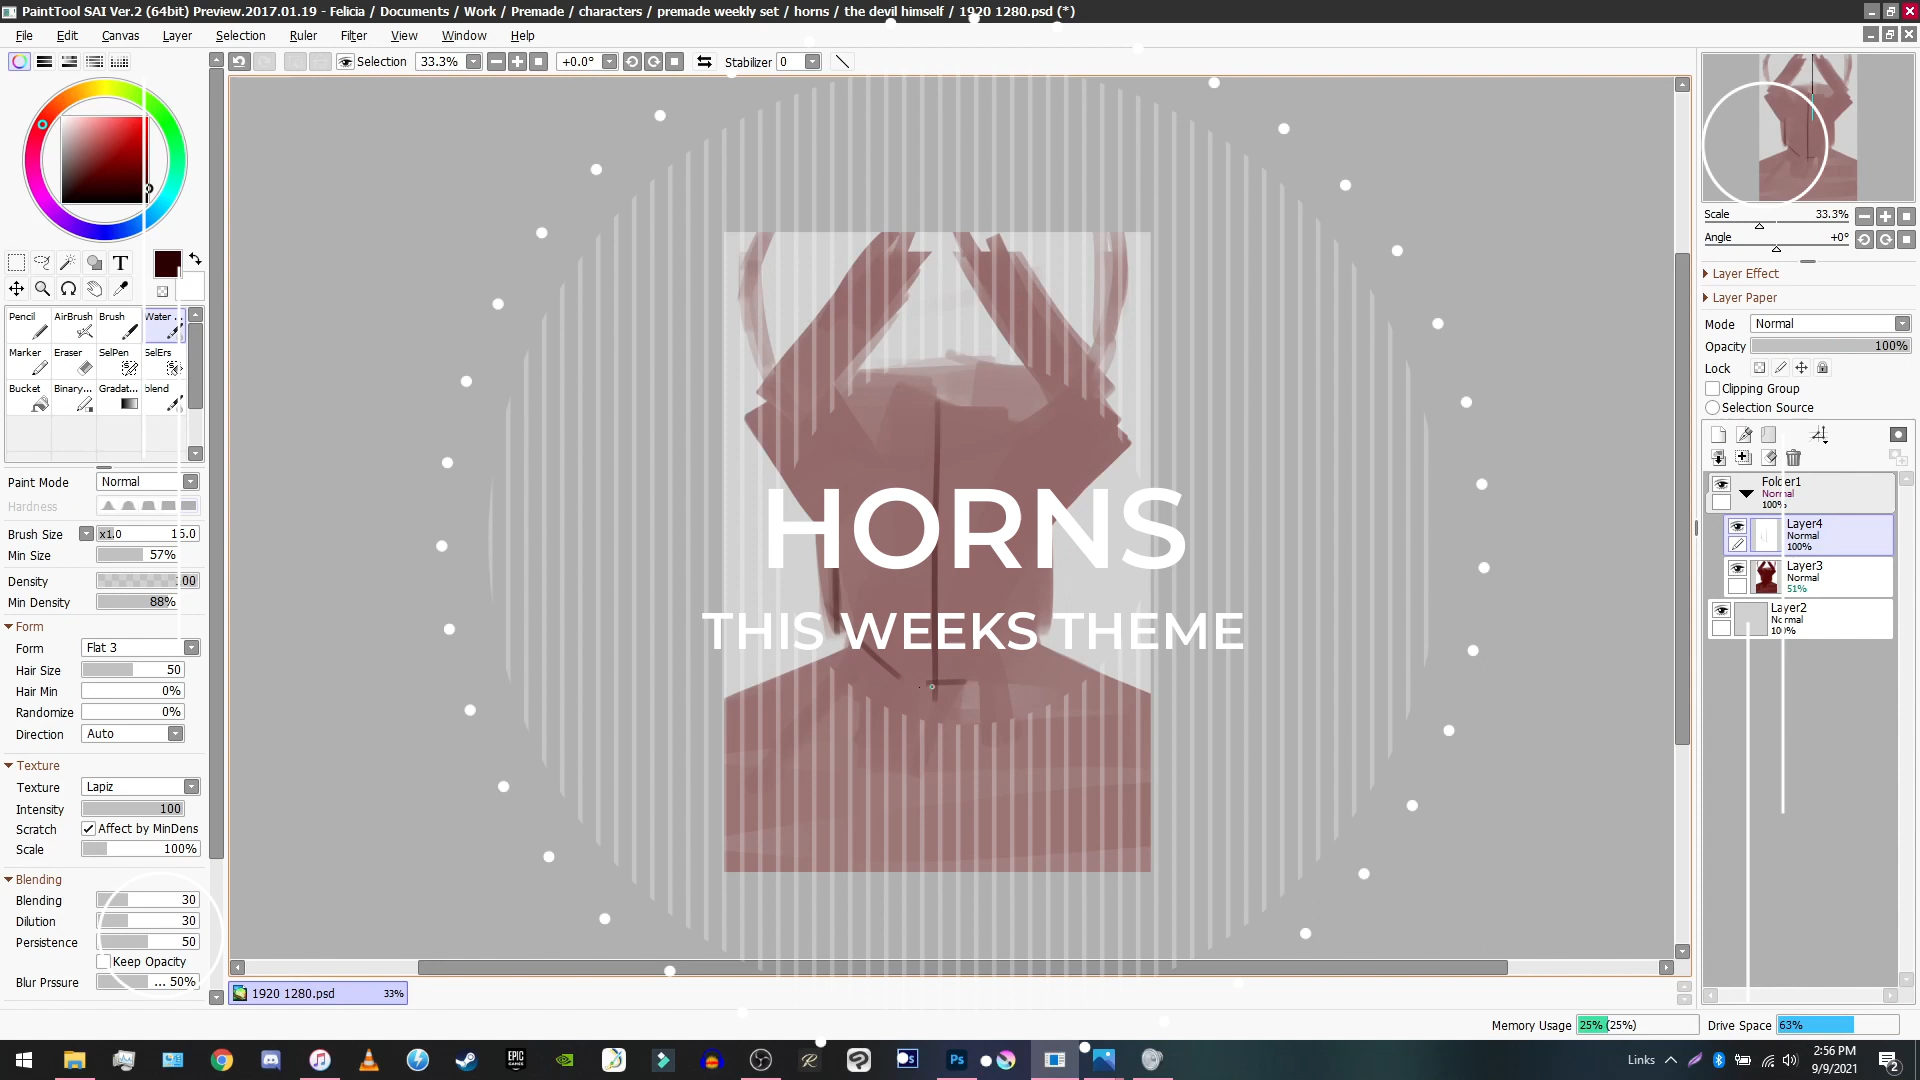 PaintTool SAI Ver.2 (64bit) Preview.2017.01.19 - Felicia / Documents / Work / Premade / characters / premade weekly set / horns / the devil himself / 1920 1280.psd (*)
File Edit Canvas Layer Selection Ruler Filter View Window Help
Selection 33.3% +0.0° Stabilizer 0
T
Pencil AirBrush Brush Water ..
Marker Eraser SelPen SelErs
Bucket Binary... Gradat... blend
Paint Mode Normal
Hardness
Brush Size x1.0
Min Size 57%
Density
Min Density 88%
Form
Form Flat 3
Hair Size 50
Hair Min 0%
Randomize 0%
Direction Auto
Texture
Texture Lapiz
Intensity 100
Scratch Affect by MinDens
Scale 100%
Blending
Blending 30
Dilution 30
Persistence 50
Keep Opacity
Blur Prssure ... 50%
HORNS
THIS WEEKS THEME
Scale 33.3%
Angle +0°
Layer Effect
Layer Paper
Mode Normal
Opacity 100%
Lock
Clipping Group
Selection Source
Folder1
Normal
100%
Layer4
Normal
100%
Layer3
Normal
51%
Layer2
Normal
100%
1920 1280.psd 33%
Memory Usage 25% (25%) Drive Space 63%
EPIC
GAMES
Ps
Links
2:56 PM
9/9/2021
2